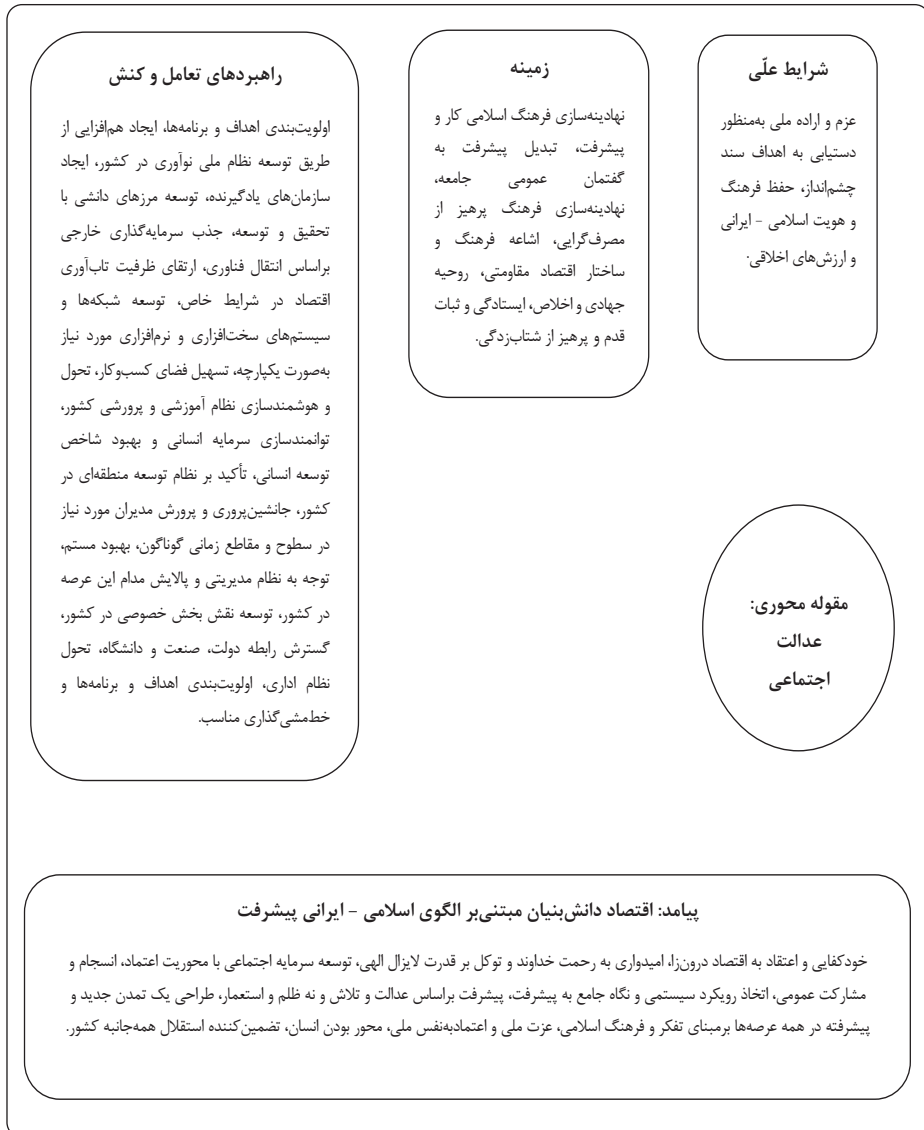 شرایط علّی
عزم و اراده ملی به‌منظور
دستیابی به اهداف سند
چشم‌انداز، حفظ فرهنگ
و هویت اسلامی - ایرانی
و ارزش‌های اخلاقی.
زمینه
نهادینه‌سازی فرهنگ اسلامی کار و
پیشرفت، تبدیل پیشرفت به
گفتمان عمومی جامعه،
نهادینه‌سازی فرهنگ پرهیز از
مصرف‌گرایی، اشاعه فرهنگ و
ساختار اقتصاد مقاومتی، روحیه
جهادی و اخلاص، ایستادگی و ثبات
قدم و پرهیز از شتاب‌زدگی.
راهبردهای تعامل و کنش
اولویت‌بندی اهداف و برنامه‌ها، ایجاد هم‌افزایی از
طریق توسعه نظام ملی نوآوری در کشور، ایجاد
سازمان‌های یادگیرنده، توسعه مرزهای دانشی با
تحقیق و توسعه، جذب سرمایه‌گذاری خارجی
براساس انتقال فناوری، ارتقای ظرفیت تاب‌آوری
اقتصاد در شرایط خاص، توسعه شبکه‌ها و
سیستم‌های سخت‌افزاری و نرم‌افزاری مورد نیاز
به‌صورت یکپارچه، تسهیل فضای کسب‌وکار، تحول
و هوشمندسازی نظام آموزشی و پرورشی کشور،
توانمندسازی سرمایه انسانی و بهبود شاخص
توسعه انسانی، تأکید بر نظام توسعه منطقه‌ای در
کشور، جانشین‌پروری و پرورش مدیران مورد نیاز
در سطوح و مقاطع زمانی گوناگون، بهبود مستم،
توجه به نظام مدیریتی و پالایش مدام این عرصه
در کشور، توسعه نقش بخش خصوصی در کشور،
گسترش رابطه دولت، صنعت و دانشگاه، تحول
نظام اداری، اولویت‌بندی اهداف و برنامه‌ها و
خط‌مشی‌گذاری مناسب.
مقوله محوری:
عدالت
اجتماعی
پیامد: اقتصاد دانش‌بنیان مبتنی‌بر الگوی اسلامی - ایرانی پیشرفت
خودکفایی و اعتقاد به اقتصاد درون‌زا، امیدواری به رحمت خداوند و توکل بر قدرت لایزال الهی، توسعه سرمایه اجتماعی با محوریت اعتماد، انسجام و
مشارکت عمومی، اتخاذ رویکرد سیستمی و نگاه جامع به پیشرفت، پیشرفت براساس عدالت و تلاش و نه ظلم و استعمار، طراحی یک تمدن جدید و
پیشرفته در همه عرصه‌ها برمبنای تفکر و فرهنگ اسلامی، عزت ملی و اعتمادبه‌نفس ملی، محور بودن انسان، تضمین‌کننده استقلال همه‌جانبه کشور.